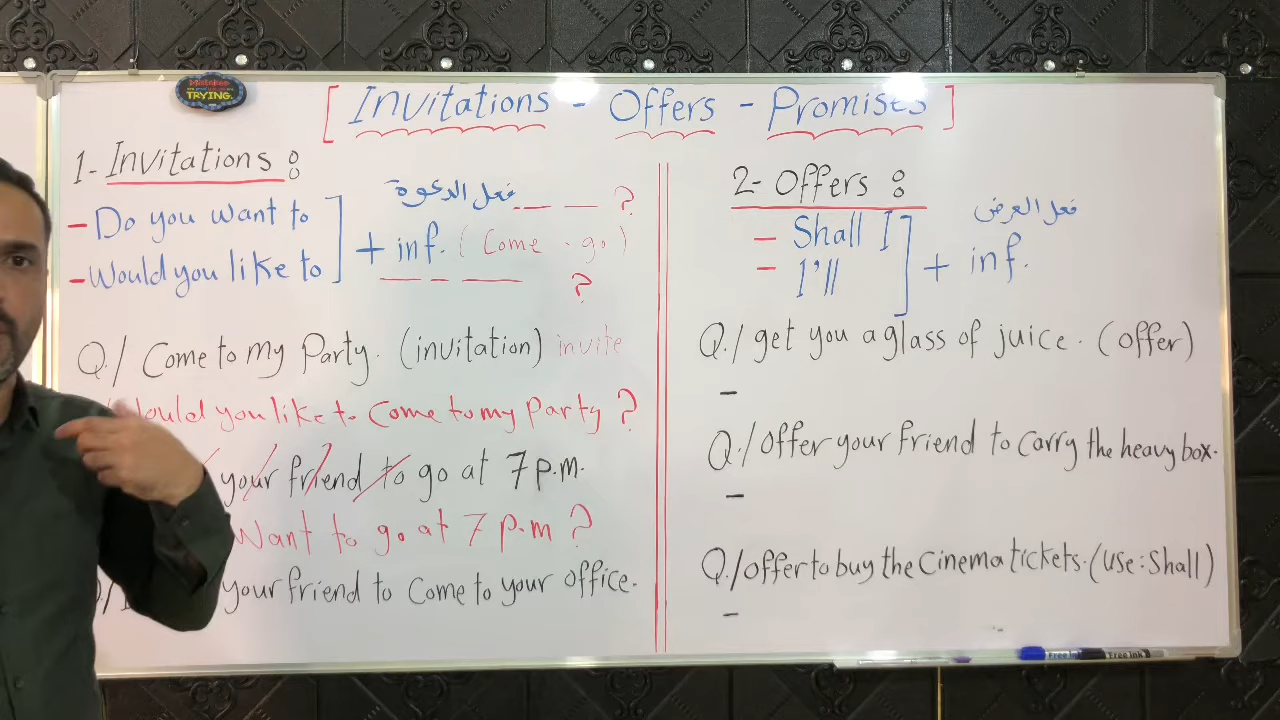 TRYING.
[ Invitations - Offers - Promises ]
1- Invitations :
فعل الدعوة
- Do you want to
- Would you like to
+ inf. ( Come - go ) ?
?
Q./ Come to my Party. (invitation) invite
Would you like to Come to my Party ?
your friend to go at 7 p.m.
Want to go at 7 p.m ?
your friend to Come to your office.
2- Offers :
فعل العرض
- Shall I
- I'll
+ inf.
Q./ get you a glass of juice. (offer)
-
Q./ Offer your friend to carry the heavy box.
-
Q./ offer to buy the Cinema tickets. (use : Shall)
-
Free Ink
Free Ink